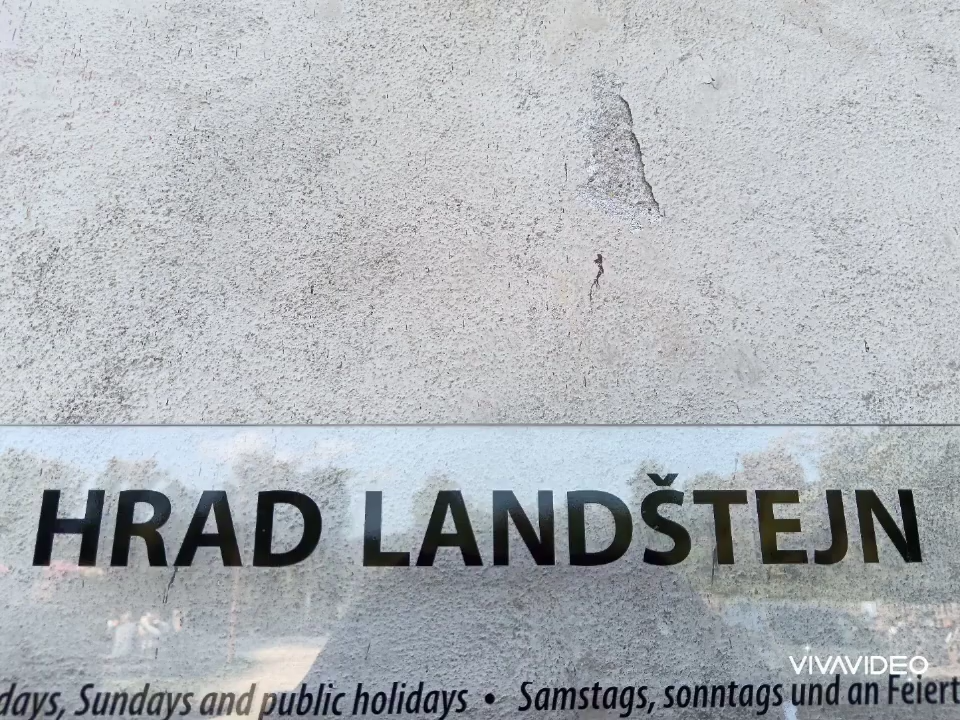 HRAD LANDŠTEJN
VIVAVIDEO
days, Sundays and public holidays • Samstags, sonntags und an Feiert